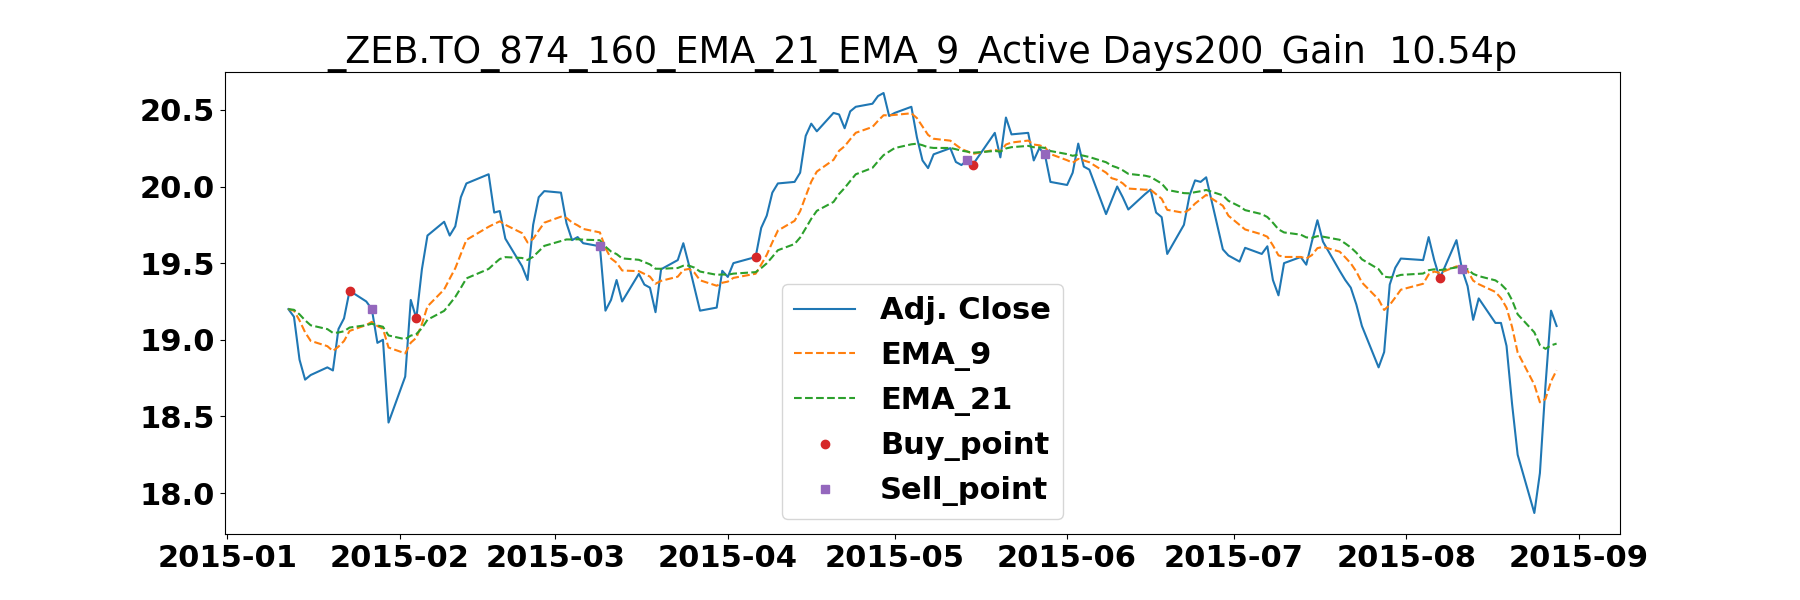 _ZEB.TO_874_160_EMA_21_EMA_9_Active Days200_Gain  10.54p
20.5
20.0
19.5
19.0
18.5
18.0
Adj. Close
EMA_9
EMA_21
Buy_point
Sell_point
2015-01 2015-02 2015-03 2015-04 2015-05 2015-06 2015-07 2015-08 2015-09